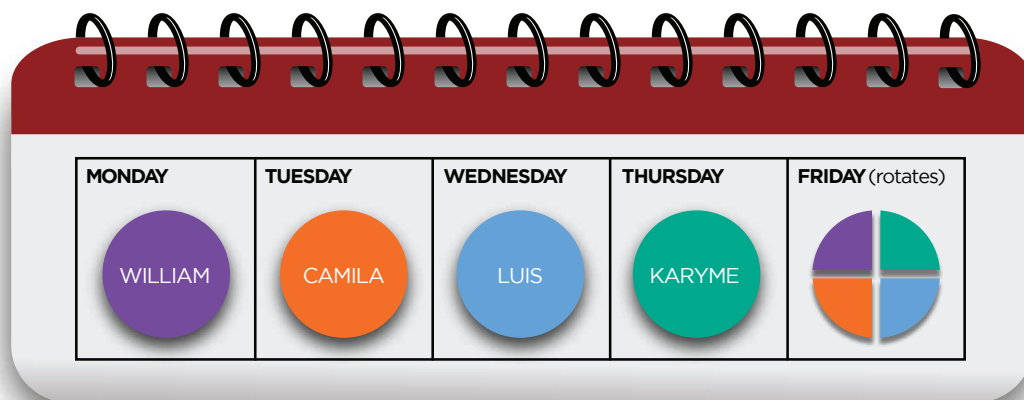 MONDAY
TUESDAY
WEDNESDAY
THURSDAY
FRIDAY (rotates)
WILLIAM
CAMILA
LUIS
KARYME